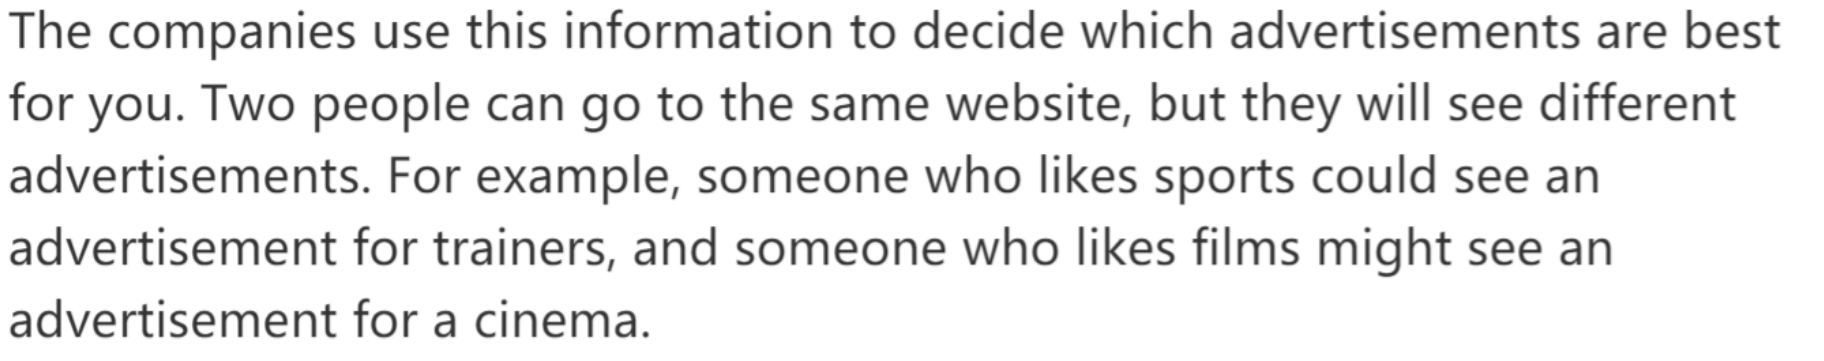 The companies use this information to decide which advertisements are best
for you. Two people can go to the same website, but they will see different
advertisements. For example, someone who likes sports could see an
advertisement for trainers, and someone who likes films might see an
advertisement for a cinema.